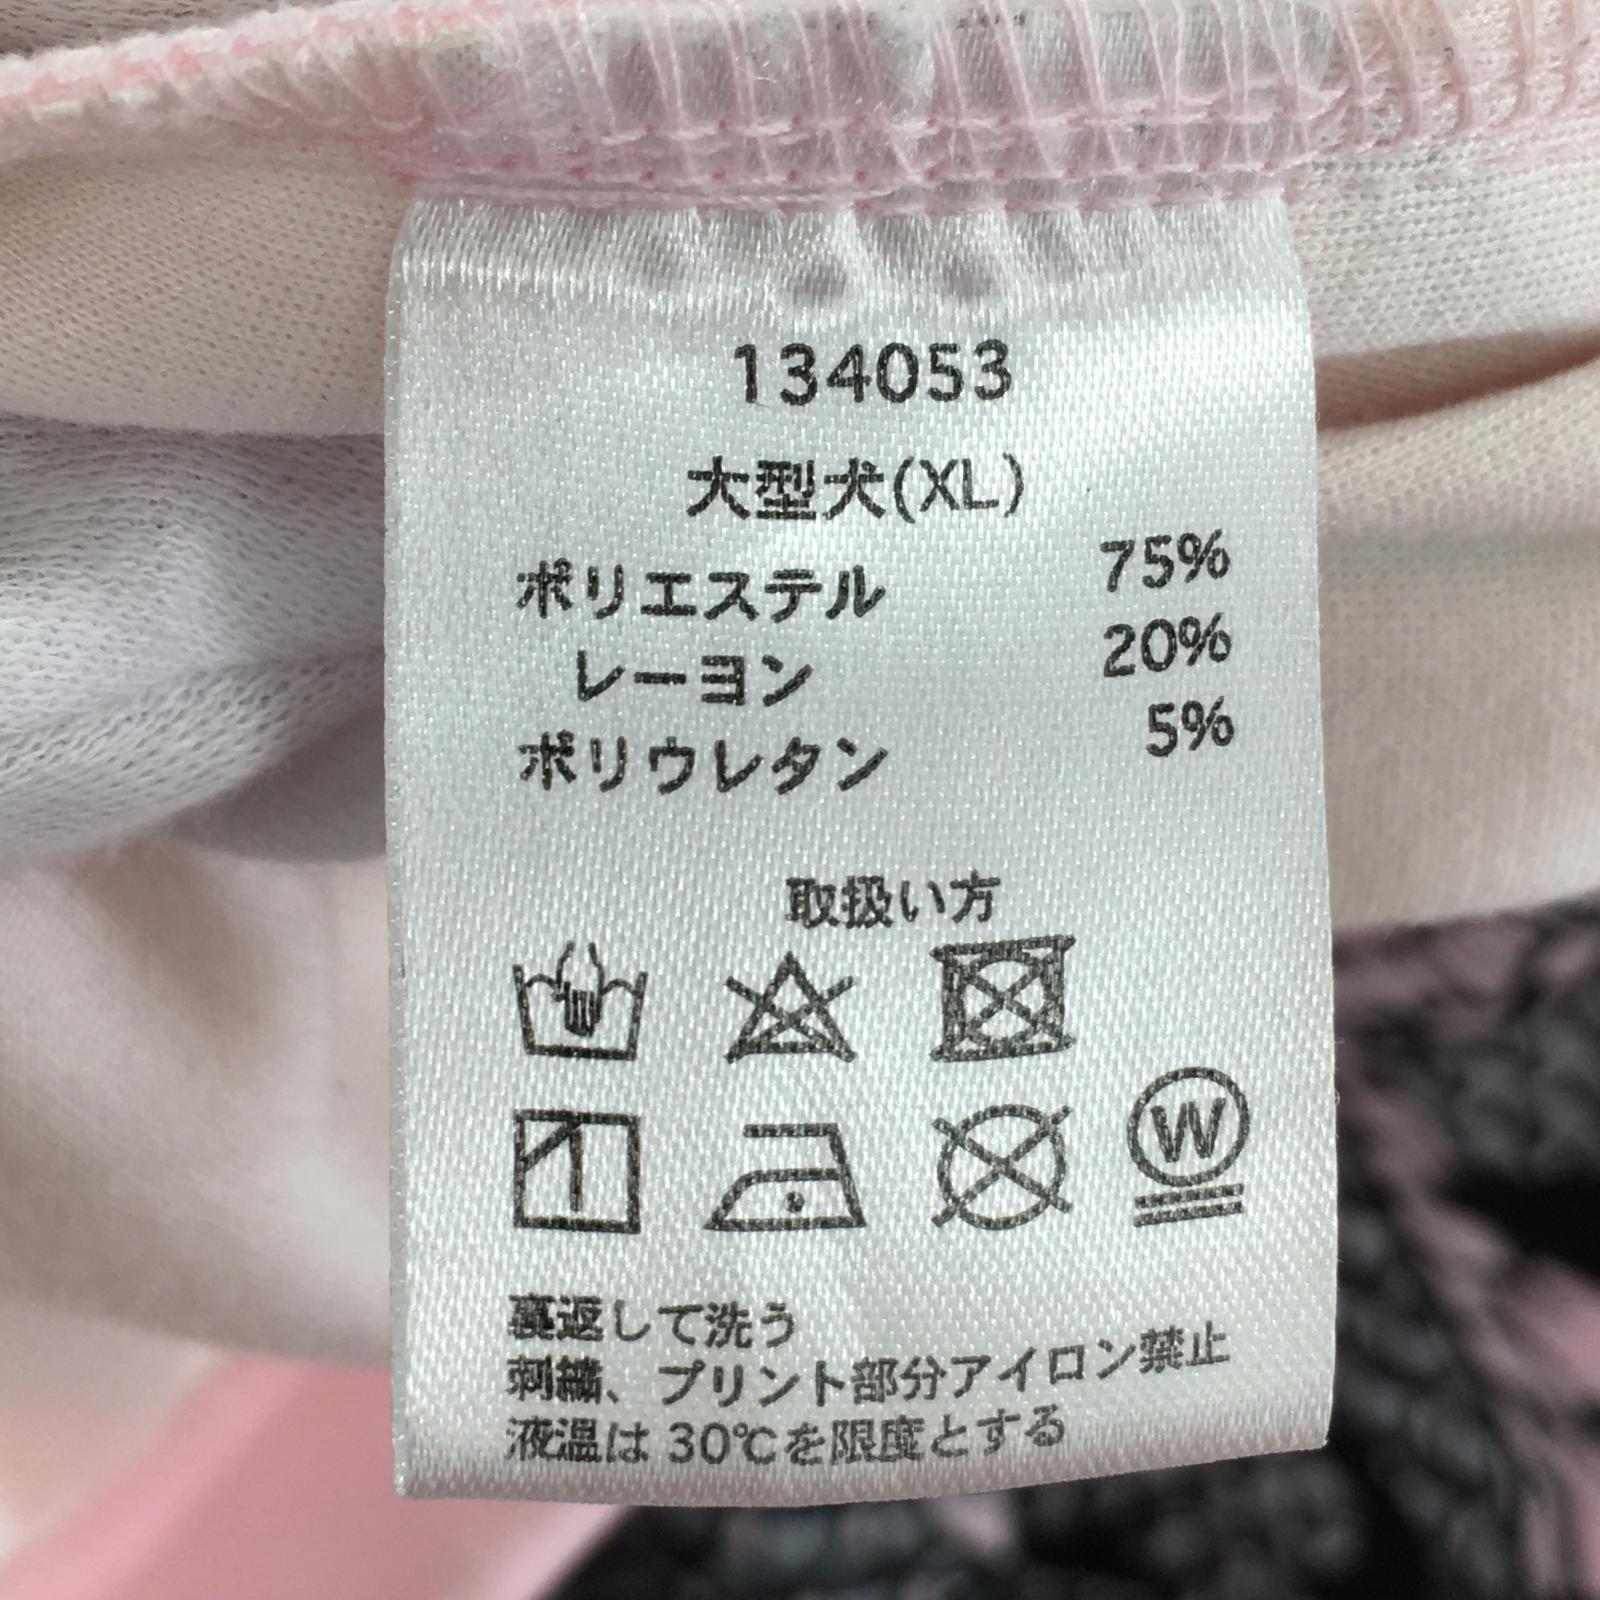 134053
大型犬(XL)
ポリエステル 75%
レーヨン 20%
ポリウレタン 5%
取扱い方
W
裏返して洗う
刺繍、プリント部分アイロン禁止
液温は 30℃を限度とする